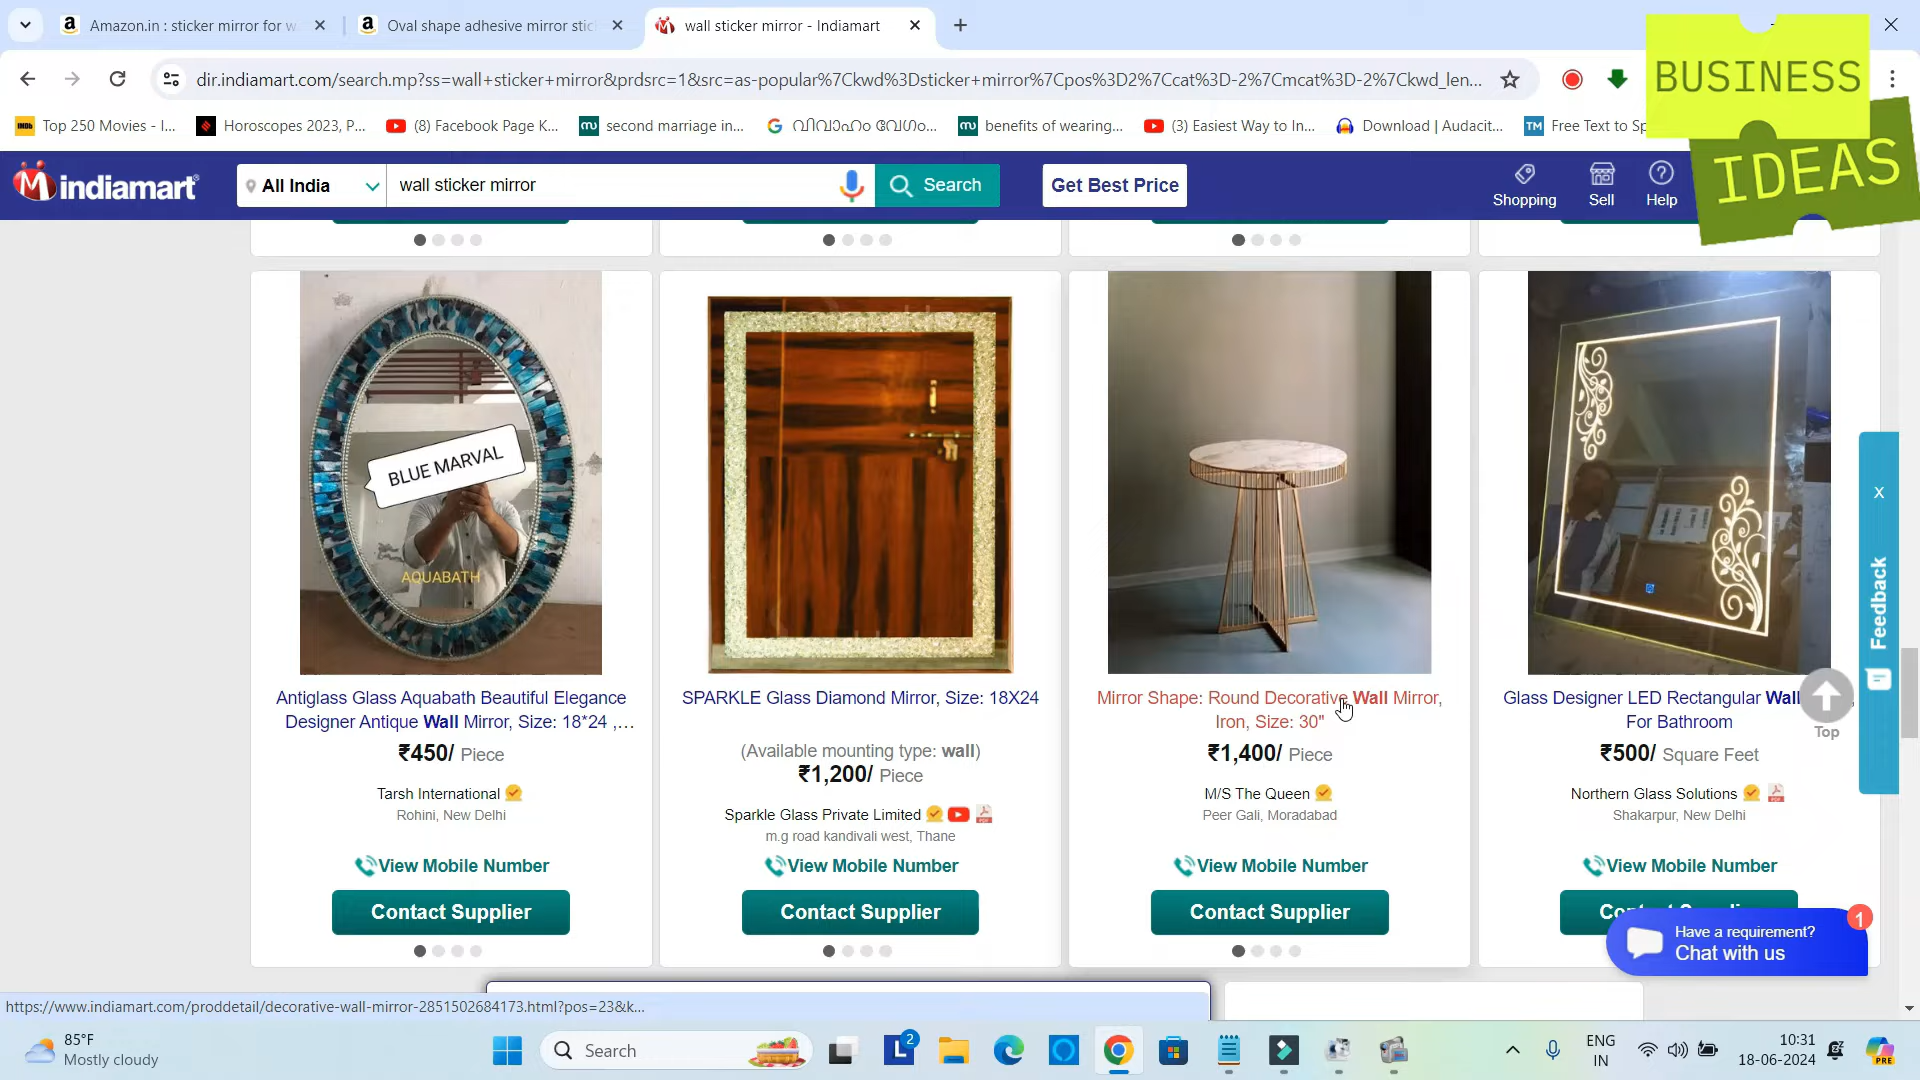 Amazon.in : sticker mirror for w
Oval shape adhesive mirror stic
wall sticker mirror - Indiamart
dir.indiamart.com/search.mp?ss=wall+sticker+mirror&prdsrc=1&src=as-popular%7Ckwd%3Dsticker+mirror%7Cpos%3D2%7Ccat%3D-2%7Cmcat%3D-2%7Ckwd_len...
BUSINESS
IDEAS
Top 250 Movies - I...
Horoscopes 2023, P...
(8) Facebook Page K...
second marriage in...
വിവാഹം വേഗം...
benefits of wearing...
(3) Easiest Way to In...
Download | Audacit...
Free Text to Sp
indiamart
All India
wall sticker mirror
Search
Get Best Price
Shopping
Sell
Help
BLUE MARVAL
AQUABATH
Antiglass Glass Aquabath Beautiful Elegance
Designer Antique Wall Mirror, Size: 18*24 ,...
₹450/ Piece
Tarsh International
Rohini, New Delhi
View Mobile Number
Contact Supplier
SPARKLE Glass Diamond Mirror, Size: 18X24
(Available mounting type: wall)
₹1,200/ Piece
Sparkle Glass Private Limited
m.g road kandivali west, Thane
View Mobile Number
Contact Supplier
Mirror Shape: Round Decorative Wall Mirror,
Iron, Size: 30"
₹1,400/ Piece
M/S The Queen
Peer Gali, Moradabad
View Mobile Number
Contact Supplier
Glass Designer LED Rectangular Wall
For Bathroom
₹500/ Square Feet
Northern Glass Solutions
Shakarpur, New Delhi
View Mobile Number
x
Feedback
Top
1
Have a requirement?
Chat with us
https://www.indiamart.com/proddetail/decorative-wall-mirror-2851502684173.html?pos=23&k...
85°F
Mostly cloudy
Search
2
ENG
IN
10:31
18-06-2024
PRE